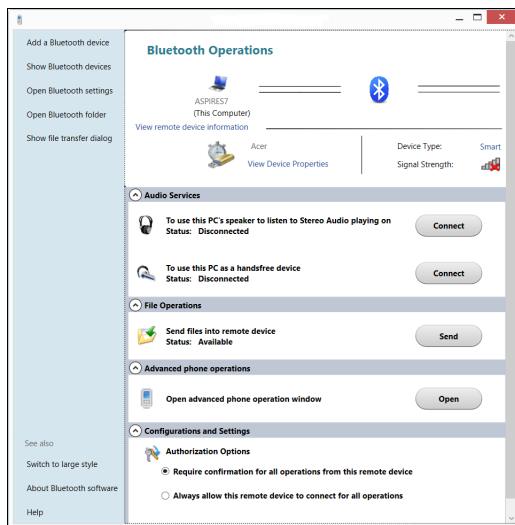 Add a Bluetooth device
Show Bluetooth devices
Open Bluetooth settings
Open Bluetooth folder
Show file transfer dialog
See also
Switch to large style
About Bluetooth software
Help
Bluetooth Operations
ASPIRES7
(This Computer)
View remote device information
Acer
View Device Properties
Device Type: Smart
Signal Strength:
Audio Services
To use this PC's speaker to listen to Stereo Audio playing on
Status: Disconnected
Connect
To use this PC as a handsfree device
Status: Disconnected
Connect
File Operations
Send files into remote device
Status: Available
Send
Advanced phone operations
Open advanced phone operation window
Open
Configurations and Settings
Authorization Options
Require confirmation for all operations from this remote device
Always allow this remote device to connect for all operations